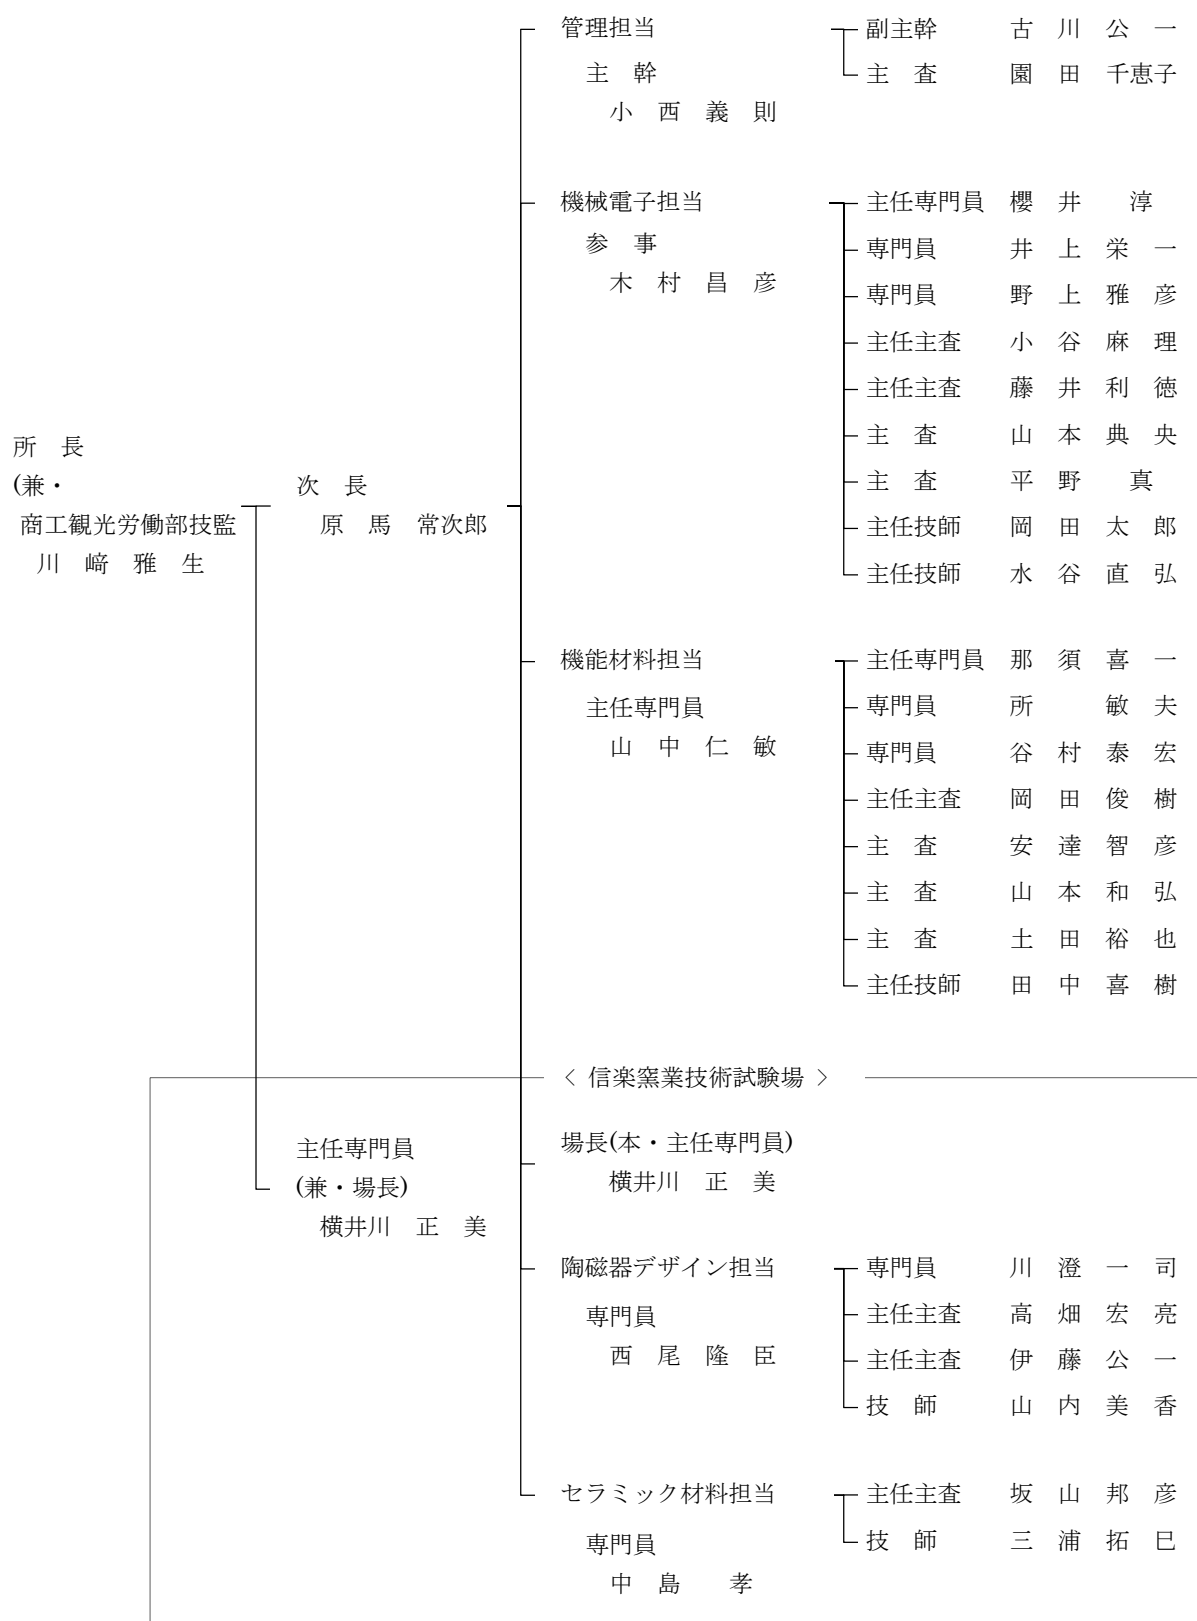 管理担当
主　幹
小　西　義　則
副主幹　古　川　公　一
主　査　園　田　千恵子
機械電子担当
参　事
木　村　昌　彦
主任専門員　櫻　井　　淳
専門員　井　上　栄　一
専門員　野　上　雅　彦
主任主査　小　谷　麻　理
主任主査　藤　井　利　徳
主　査　山　本　典　央
主　査　平　野　　真
主任技師　岡　田　太　郎
主任技師　水　谷　直　弘
所　長
(兼・
商工観光労働部技監
川　﨑　雅　生
次　長
原　馬　常次郎
機能材料担当
主任専門員
山　中　仁　敏
主任専門員　那　須　喜　一
専門員　所　　敏　夫
専門員　谷　村　泰　宏
主任主査　岡　田　俊　樹
主　査　安　達　智　彦
主　査　山　本　和　弘
主　査　土　田　裕　也
主任技師　田　中　喜　樹
〈 信楽窯業技術試験場 〉
主任専門員
(兼・場長)
横井川　正　美
場長(本・主任専門員)
横井川　正　美
陶磁器デザイン担当
専門員
西　尾　隆　臣
専門員　川　澄　一　司
主任主査　高　畑　宏　亮
主任主査　伊　藤　公　一
技　師　山　内　美　香
セラミック材料担当
専門員
中　島　　孝
主任主査　坂　山　邦　彦
技　師　三　浦　拓　巳